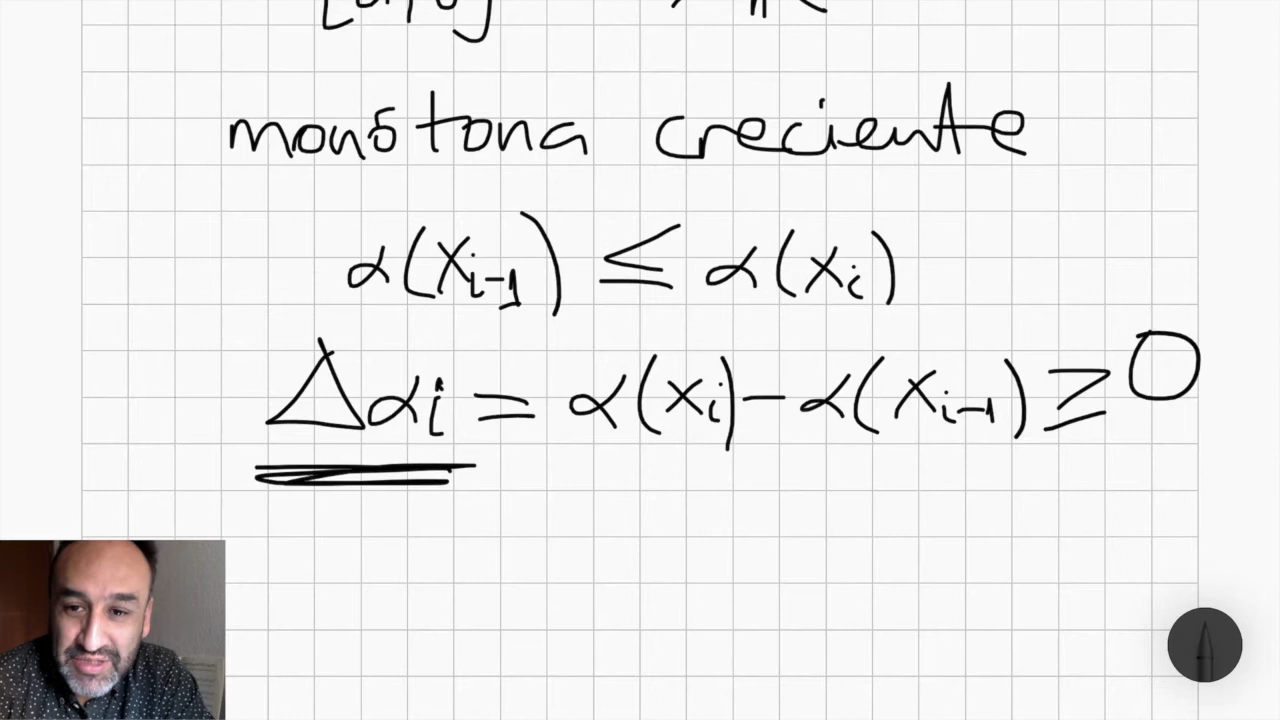 monótona creciente
α(xi-1) ≤ α(xi)
Δαi = α(xi) - α(xi-1) ≥ 0